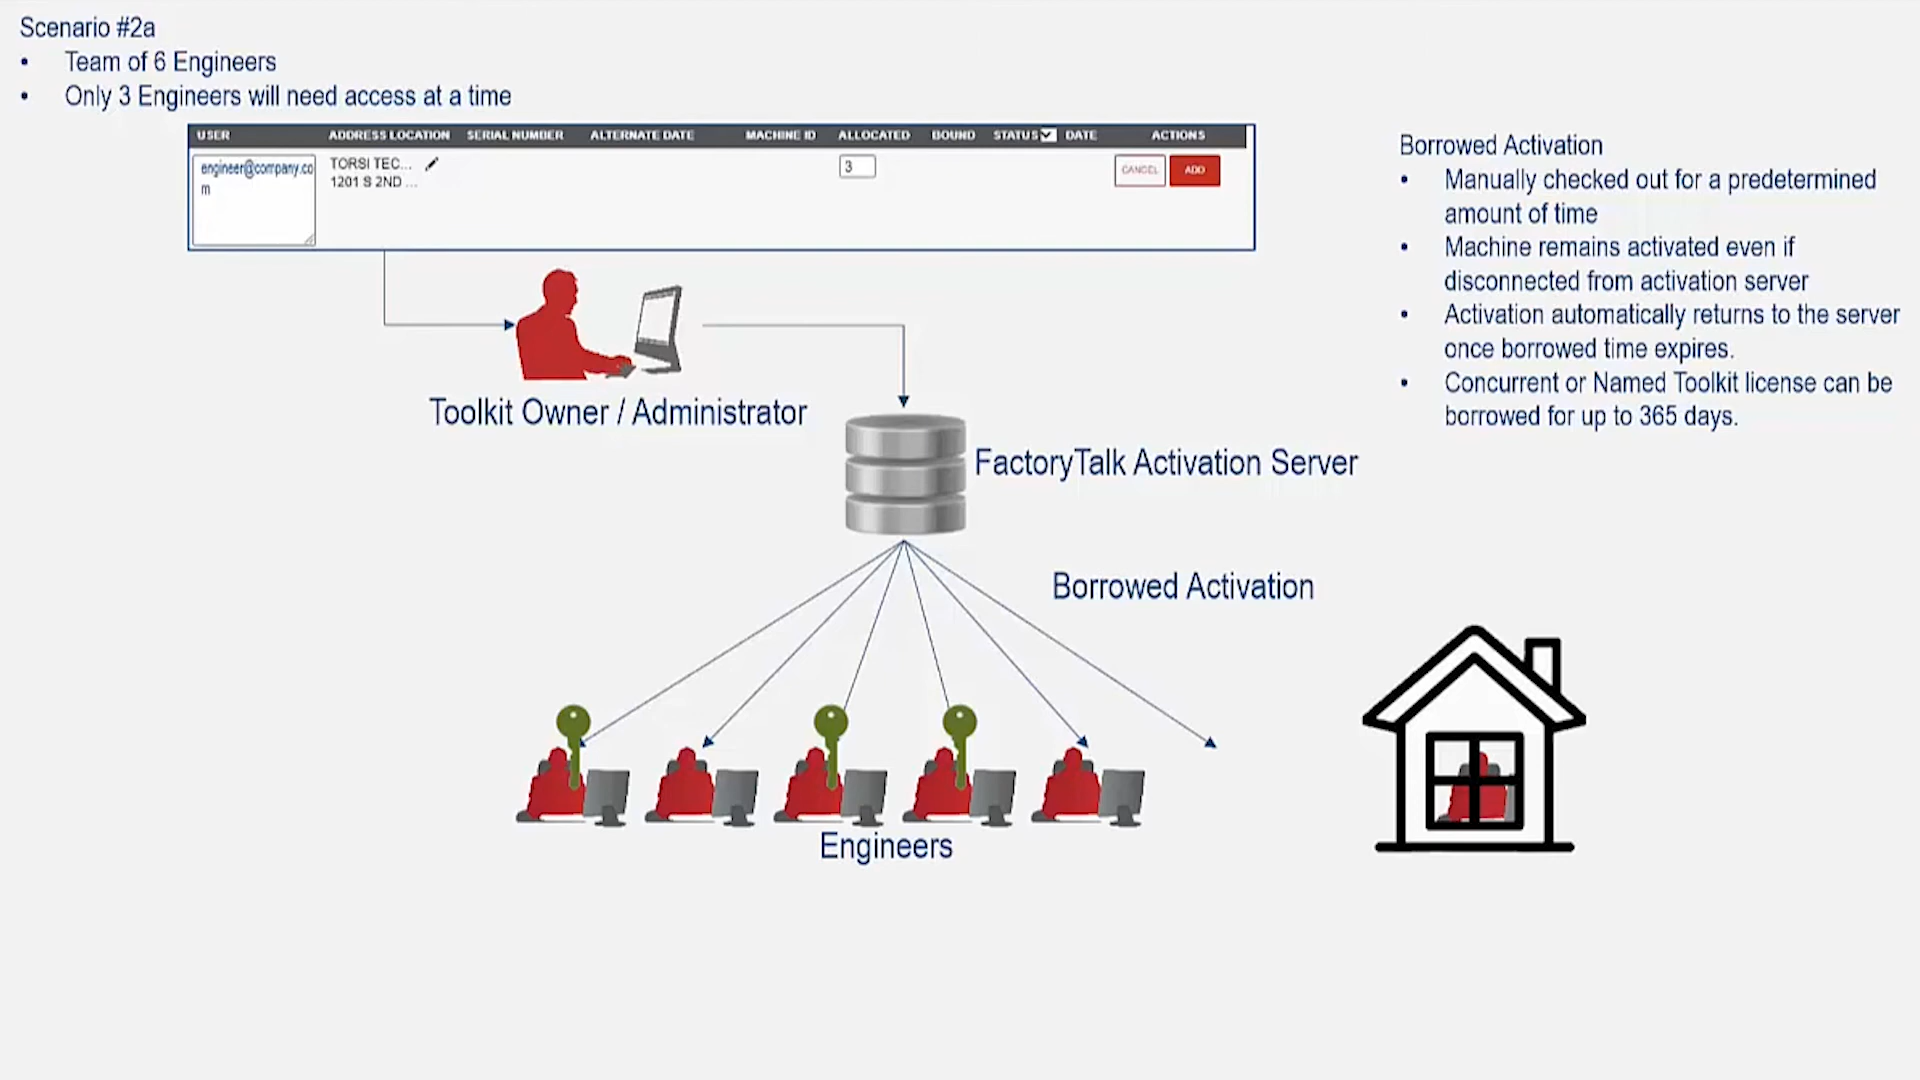 Scenario #2a
• Team of 6 Engineers
• Only 3 Engineers will need access at a time
USER ADDRESS LOCATION SERIAL NUMBER ALTERNATE DATE MACHINE ID ALLOCATED BOUND STATUS DATE ACTIONS
engineer@company.co
m
TORSI TEC...
1201 S 2ND ...
3
CANCEL ADD
Borrowed Activation
• Manually checked out for a predetermined
amount of time
• Machine remains activated even if
disconnected from activation server
• Activation automatically returns to the server
once borrowed time expires.
• Concurrent or Named Toolkit license can be
borrowed for up to 365 days.
Toolkit Owner / Administrator
FactoryTalk Activation Server
Borrowed Activation
Engineers